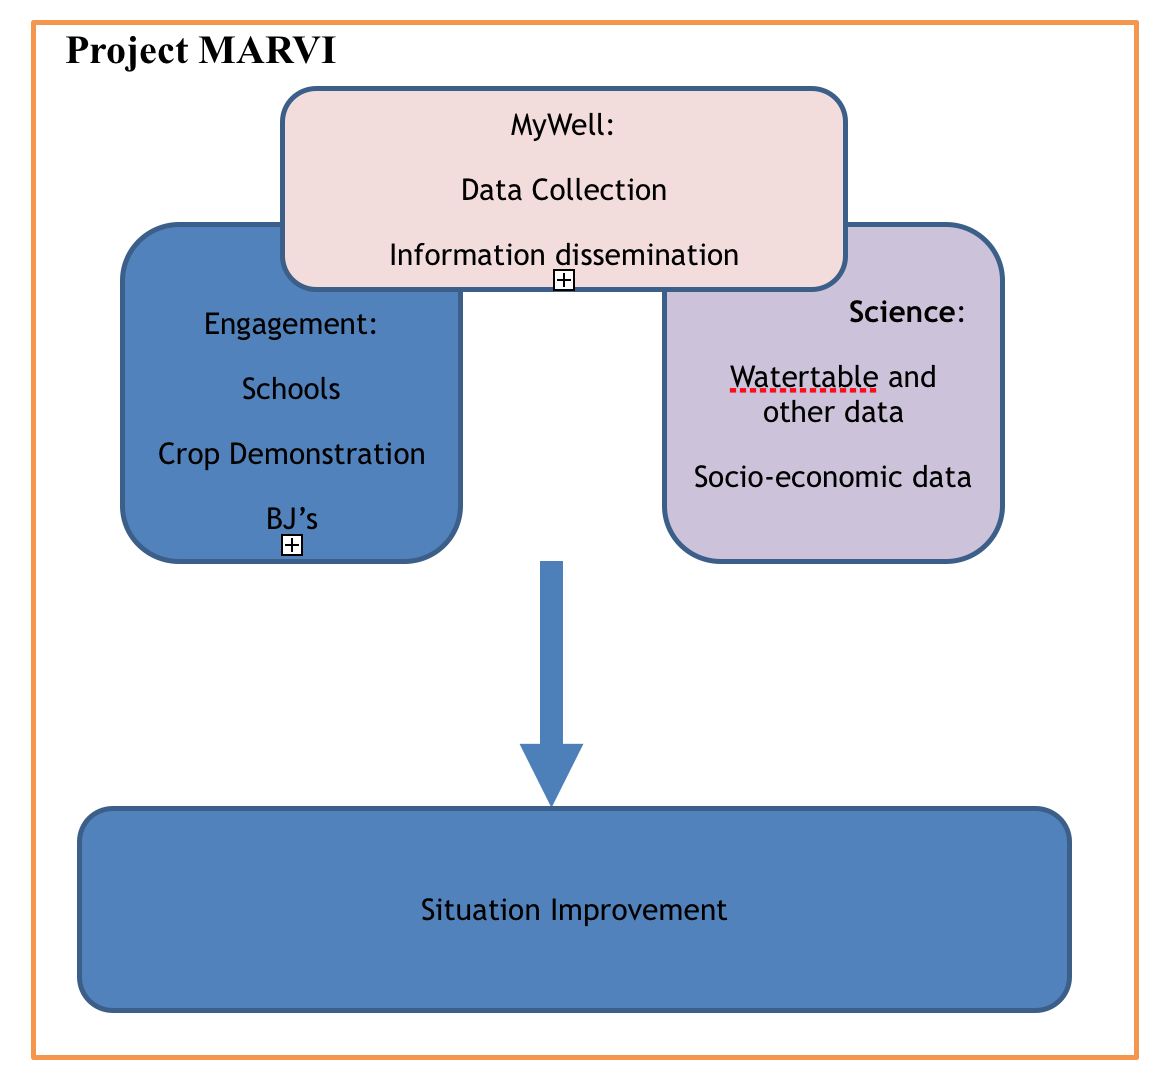 Project MARVI
MyWell:
Data Collection
Information dissemination
Engagement:
Schools
Crop Demonstration
BJ’s
Science:
Watertable and
other data
Socio-economic data
Situation Improvement